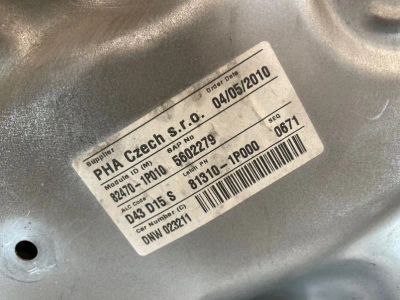 Supplier Order Date
PHA Czech s.r.o. 04/05/2010
Module ID (M) SAP No
82470-1P010 5602279
ALC Code Latch PN SEQ
D43 D15 S 81310-1P000 0671
Car Number (C)
DNW 023211